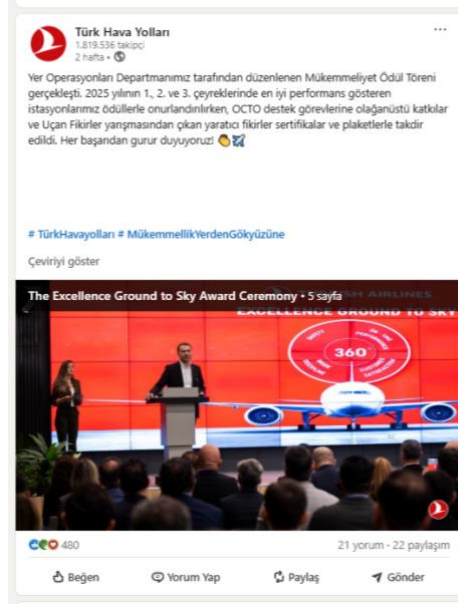 Türk Hava Yolları
1.819.536 takipçi
2 hafta •
Yer Operasyonları Departmanımız tarafından düzenlenen Mükemmeliyet Ödül Töreni
gerçekleşti. 2025 yılının 1., 2. ve 3. çeyreklerinde en iyi performans gösteren
istasyonlarımız ödüllerle onurlandırılırken, OCTO destek görevlerine olağanüstü katkılar
ve Uçan Fikirler yarışmasından çıkan yaratıcı fikirler sertifikalar ve plaketlerle takdir
edildi. Her başarıdan gurur duyuyoruz! 👏✈️
# TürkHavayolları # MükemmellikYerdenGökyüzüne
Çeviriyi göster
The Excellence Ground to Sky Award Ceremony • 5 sayfa
AIRLINES
EXCELLENCE GROUND TO SKY
360°
480
21 yorum • 22 paylaşım
Beğen
Yorum Yap
Paylaş
Gönder